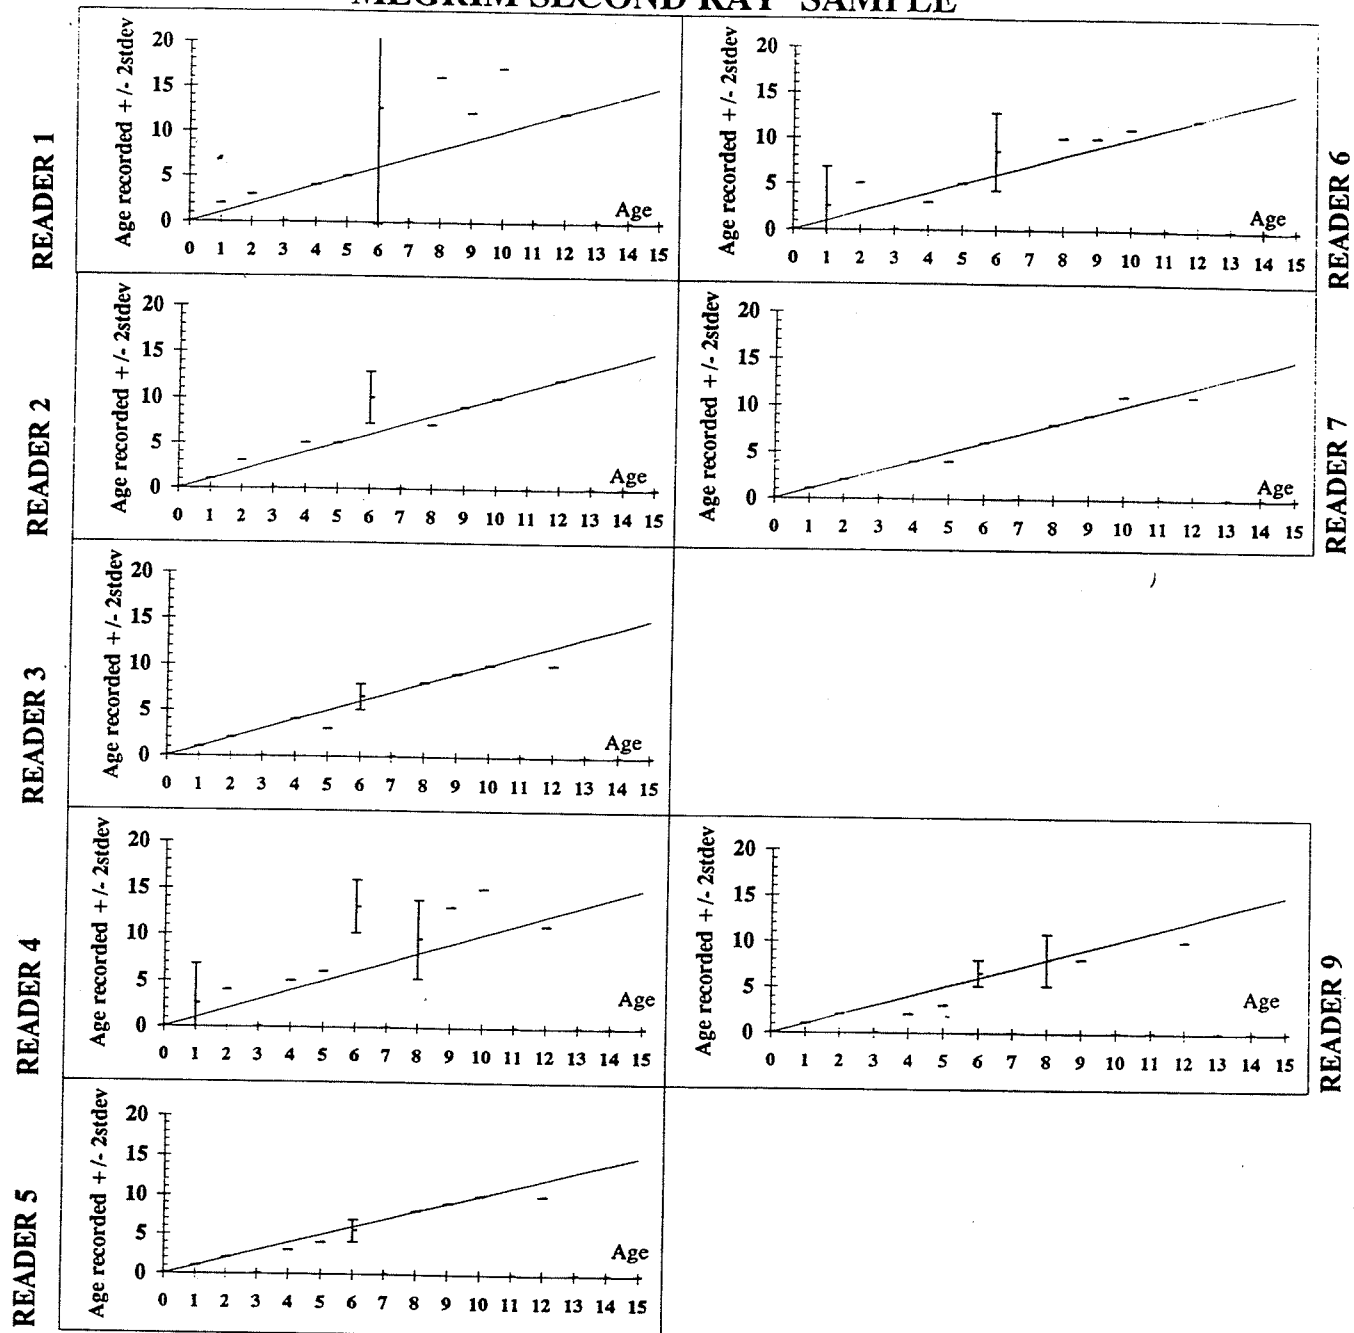 MEGRIM SECOND RAY SAMPLE
READER 1
Age recorded +/- 2stdev
20
15
10
5
0
Age
0 1 2 3 4 5 6 7 8 9 10 11 12 13 14 15
READER 6
Age recorded +/- 2stdev
20
15
10
5
0
Age
0 1 2 3 4 5 6 7 8 9 10 11 12 13 14 15
READER 2
Age recorded +/- 2stdev
20
15
10
5
0
Age
0 1 2 3 4 5 6 7 8 9 10 11 12 13 14 15
READER 7
Age recorded +/- 2stdev
20
15
10
5
0
Age
0 1 2 3 4 5 6 7 8 9 10 11 12 13 14 15
READER 3
Age recorded +/- 2stdev
20
15
10
5
0
Age
0 1 2 3 4 5 6 7 8 9 10 11 12 13 14 15
READER 4
Age recorded +/- 2stdev
20
15
10
5
0
Age
0 1 2 3 4 5 6 7 8 9 10 11 12 13 14 15
READER 9
Age recorded +/- 2stdev
20
15
10
5
0
Age
0 1 2 3 4 5 6 7 8 9 10 11 12 13 14 15
READER 5
Age recorded +/- 2stdev
20
15
10
5
0
Age
0 1 2 3 4 5 6 7 8 9 10 11 12 13 14 15